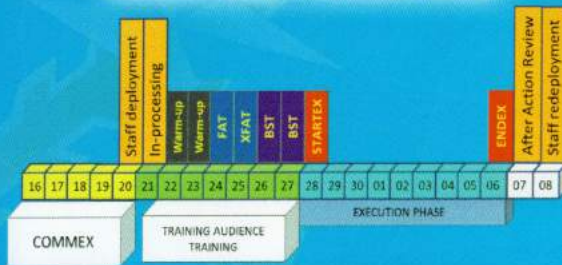 Staff deployment
In-processing
Warm-up
Warm-up
FAT
XFAT
BST
BST
STARTEX
ENDEX
After Action Review
Staff redeployment
16 17 18 19 20 21 22 23 24 25 26 27 28 29 30 01 02 03 04 05 06 07 08
COMMEX
TRAINING AUDIENCE
TRAINING
EXECUTION PHASE